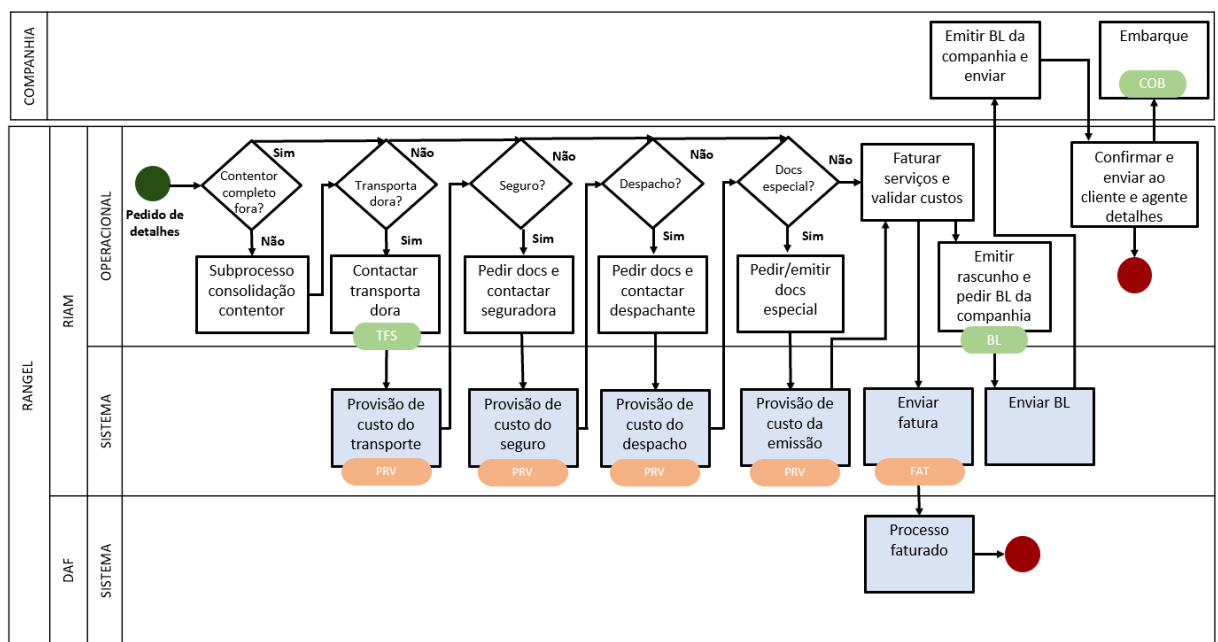 COMPANHIA
Emitir BL da
companhia e
enviar
Embarque
COB
RANGEL
RIAM
OPERACIONAL
Pedido de
detalhes
Contentor
completo
fora?
Sim
Não
Subprocesso
consolidação
contentor
Transporta
dora?
Não
Sim
Contactar
transporta
dora
TFS
Seguro?
Não
Sim
Pedir docs e
contactar
seguradora
Despacho?
Não
Sim
Pedir docs e
contactar
despachante
Docs
especial?
Não
Sim
Pedir/emitir
docs
especial
Faturar
serviços e
validar custos
Emitir
rascunho e
pedir BL da
companhia
BL
Confirmar e
enviar ao
cliente e agente
detalhes
SISTEMA
Provisão de
custo do
transporte
PRV
Provisão de
custo do
seguro
PRV
Provisão de
custo do
despacho
PRV
Provisão de
custo da
emissão
PRV
Enviar
fatura
FAT
Enviar BL
DAF
SISTEMA
Processo
faturado